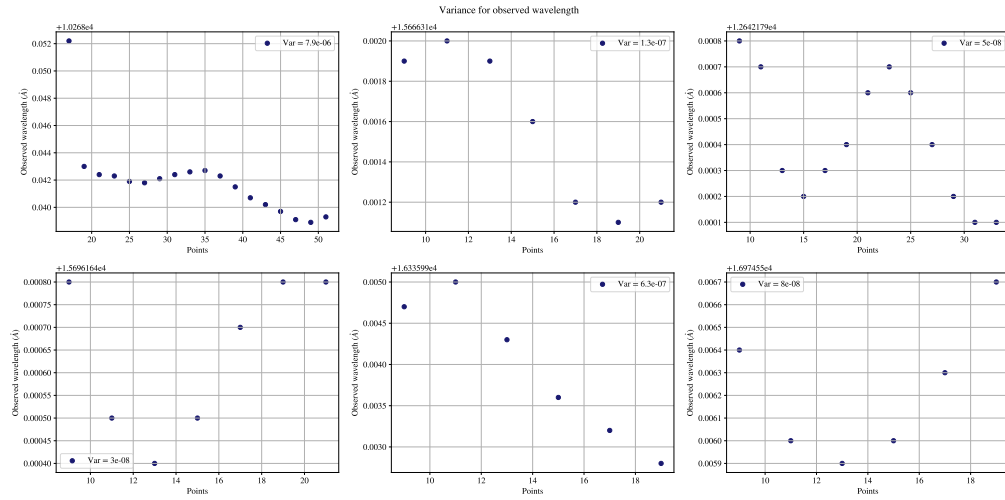 Variance for observed wavelength
+1.0268e4
Var = 7.9e-06
Observed wavelength (Å)
0.052
0.050
0.048
0.046
0.044
0.042
0.040
20 25 30 35 40 45 50
Points
+1.566631e4
Var = 1.3e-07
Observed wavelength (Å)
0.0020
0.0018
0.0016
0.0014
0.0012
10 12 14 16 18 20
Points
+1.2642179e4
Var = 5e-08
Observed wavelength (Å)
0.0008
0.0007
0.0006
0.0005
0.0004
0.0003
0.0002
0.0001
10 15 20 25 30
Points
+1.5696164e4
Observed wavelength (Å)
0.00080
0.00075
0.00070
0.00065
0.00060
0.00055
0.00050
0.00045
0.00040
Var = 3e-08
10 12 14 16 18 20
Points
+1.633599e4
Var = 6.3e-07
Observed wavelength (Å)
0.0050
0.0045
0.0040
0.0035
0.0030
10 12 14 16 18
Points
+1.697455e4
Var = 8e-08
Observed wavelength (Å)
0.0067
0.0066
0.0065
0.0064
0.0063
0.0062
0.0061
0.0060
0.0059
10 12 14 16 18
Points